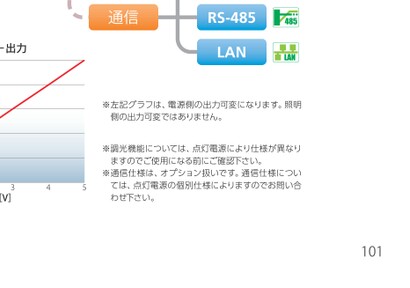 通信
RS-485
485
LAN
LAN
ー出力
※左記グラフは、電源側の出力可変になります。照明
側の出力可変ではありません。
※調光機能については、点灯電源により仕様が異なり
ますのでご使用になる前にご確認下さい。
※通信仕様は、オプション扱いです。通信仕様につい
ては、点灯電源の個別仕様によりますのでお問い合
わせ下さい。
3 4 5
[V]
101